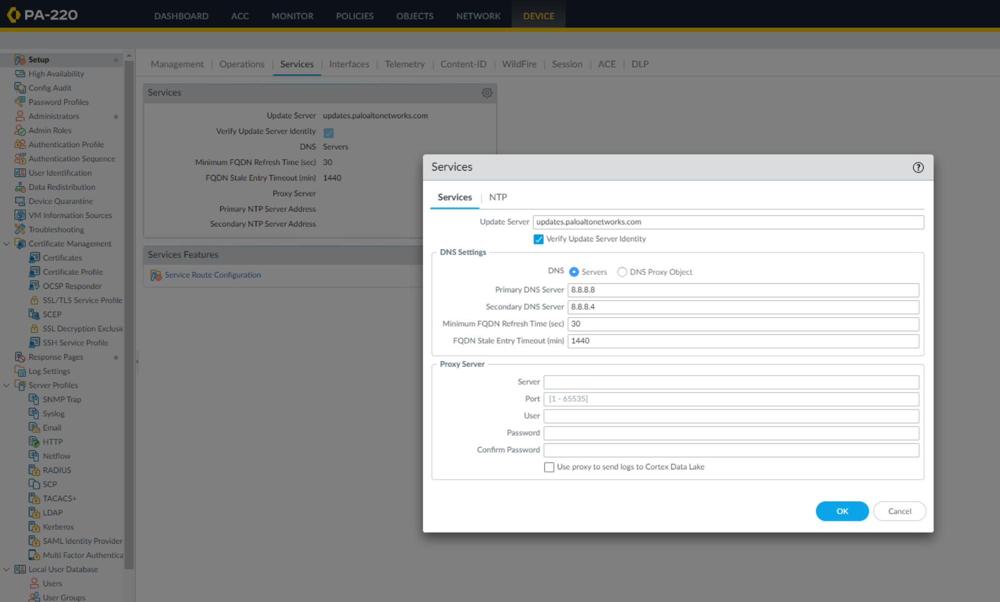 PA-220
DASHBOARD ACC MONITOR POLICIES OBJECTS NETWORK DEVICE
Setup
High Availability
Config Audit
Password Profiles
Administrators
Admin Roles
Authentication Profile
Authentication Sequence
User Identification
Data Redistribution
Device Quarantine
VM Information Sources
Troubleshooting
Certificate Management
Certificates
Certificate Profile
OCSP Responder
SSL/TLS Service Profile
SCEP
SSL Decryption Exclusic
SSH Service Profile
Response Pages
Log Settings
Server Profiles
SNMP Trap
Syslog
Email
HTTP
Netflow
RADIUS
SCP
TACACS+
LDAP
Kerberos
SAML Identity Provider
Multi Factor Authentica
Local User Database
Users
User Groups
Management | Operations | Services | Interfaces | Telemetry | Content-ID | WildFire | Session | ACE | DLP
Services
Update Server updates.paloaltonetworks.com
Verify Update Server Identity
DNS Servers
Minimum FQDN Refresh Time (sec) 30
FQDN Stale Entry Timeout (min) 1440
Proxy Server
Primary NTP Server Address
Secondary NTP Server Address
Services Features
Service Route Configuration
Services ?
Services | NTP
Update Server updates.paloaltonetworks.com
Verify Update Server Identity
DNS Settings
DNS Servers DNS Proxy Object
Primary DNS Server 8.8.8.8
Secondary DNS Server 8.8.8.4
Minimum FQDN Refresh Time (sec) 30
FQDN Stale Entry Timeout (min) 1440
Proxy Server
Server
Port [1 - 65535]
User
Password
Confirm Password
Use proxy to send logs to Cortex Data Lake
OK Cancel